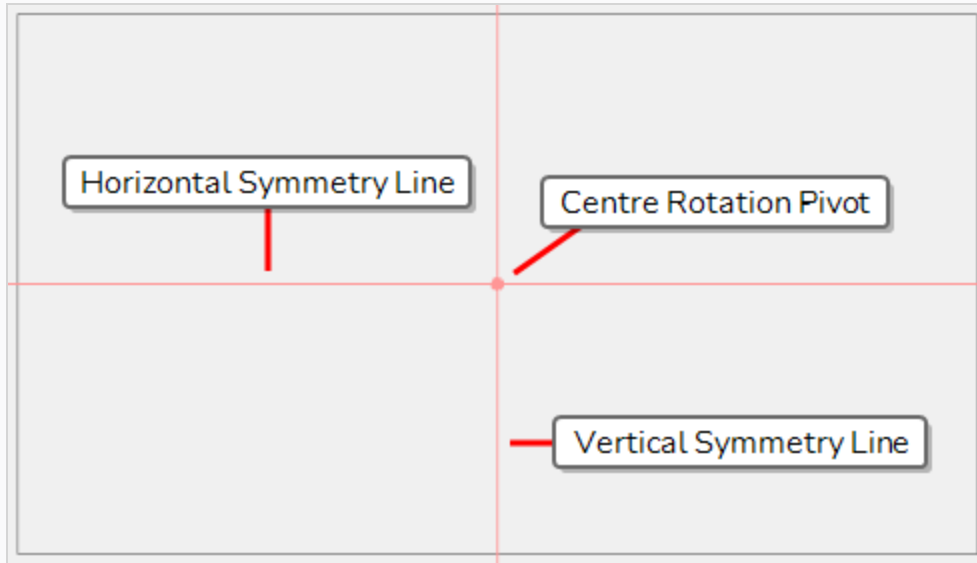 Horizontal Symmetry Line
Centre Rotation Pivot
Vertical Symmetry Line